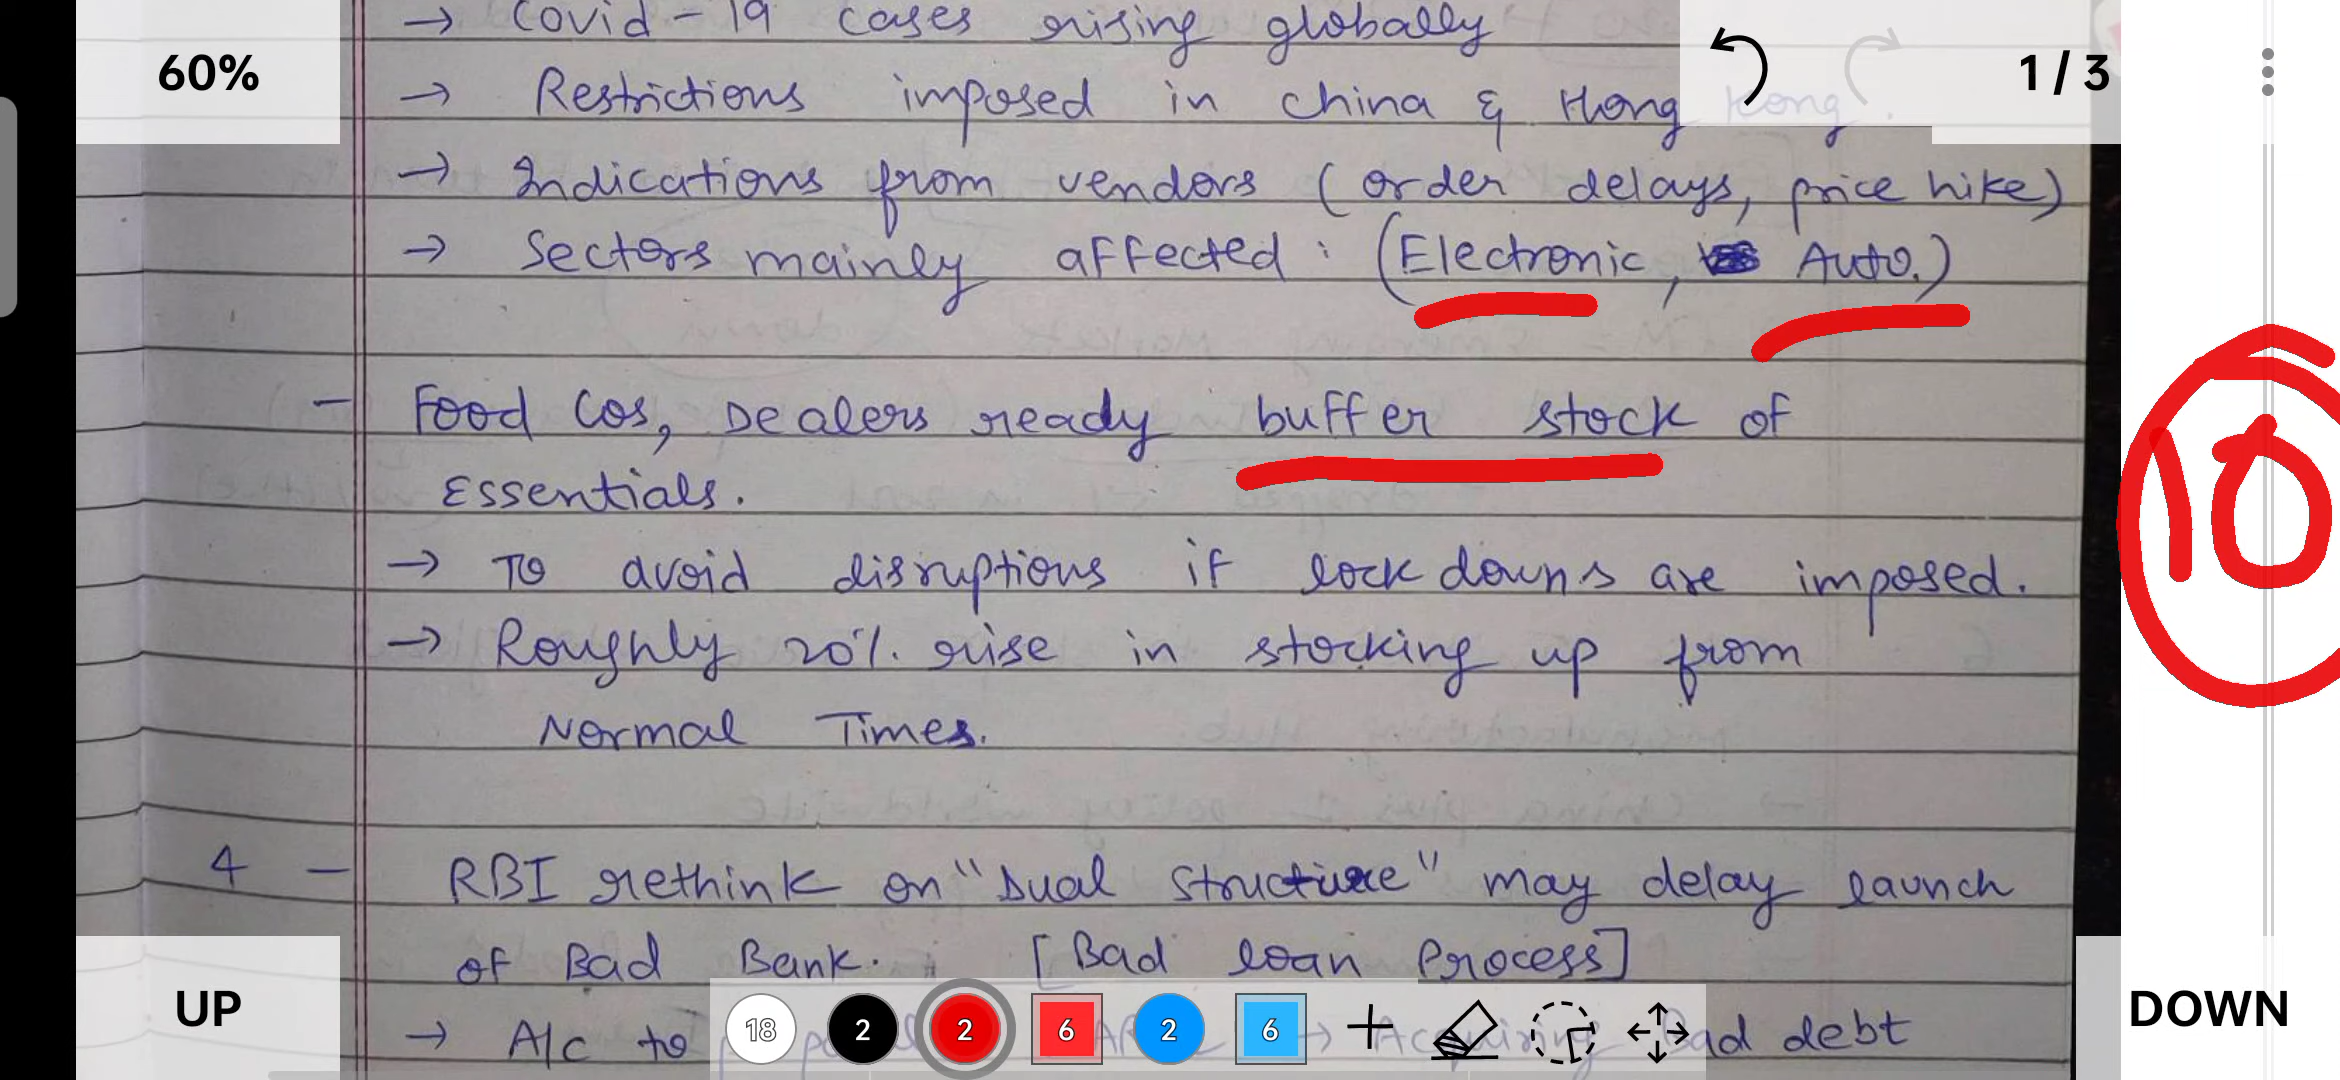 → Covid-19 cases rising globally
60%
1 / 3
→ Restrictions imposed in China & Hong Kong.
→ Indications from vendors (order delays, price hike)
→ Sectors mainly affected : (Electronic, Auto.)
- Food Cos, Dealers ready buffer stock of
Essentials.
10
→ To avoid disruptions if lockdowns are imposed.
→ Roughly 20%. rise in stocking up from
Normal Times.
4 - RBI rethink on "Dual Structure" may delay launch
of Bad Bank. [Bad loan Process]
UP
DOWN
→ A/c to → Acquiring Bad debt
18 2 2 6 2 6